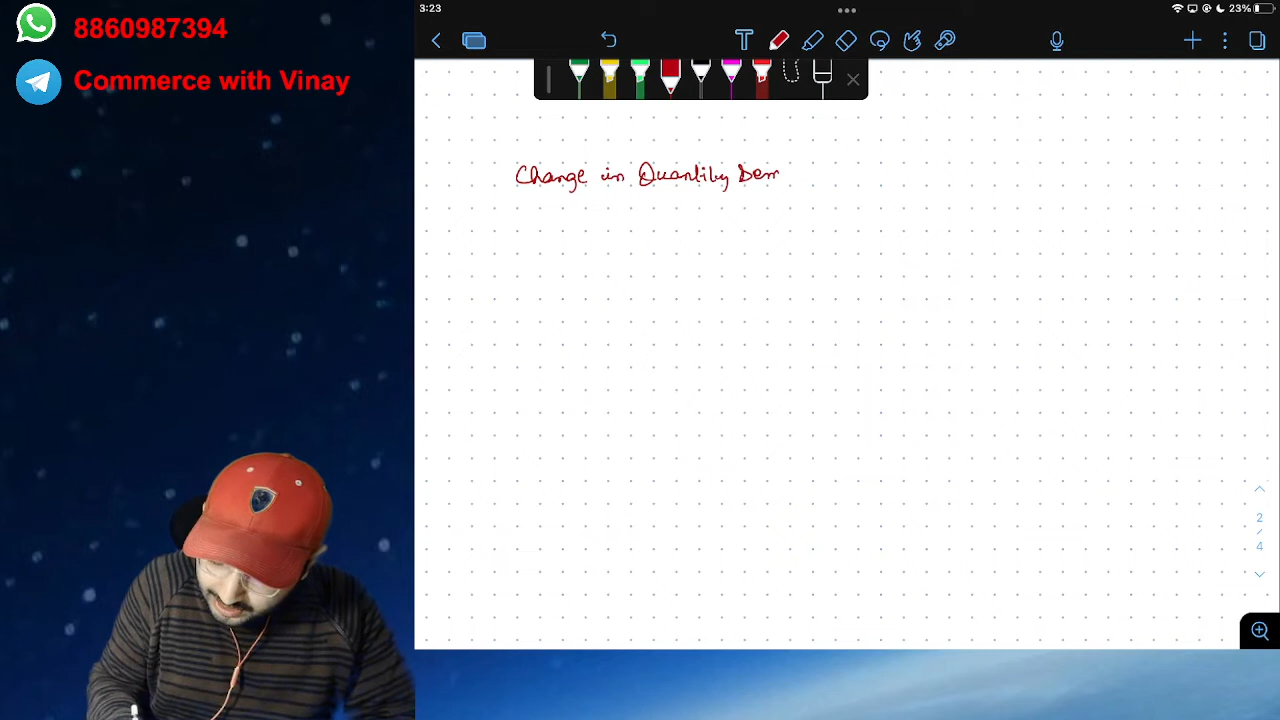 8860987394
Commerce with Vinay
3:23
23%
T
Change in Quantity Dem
2
/
4